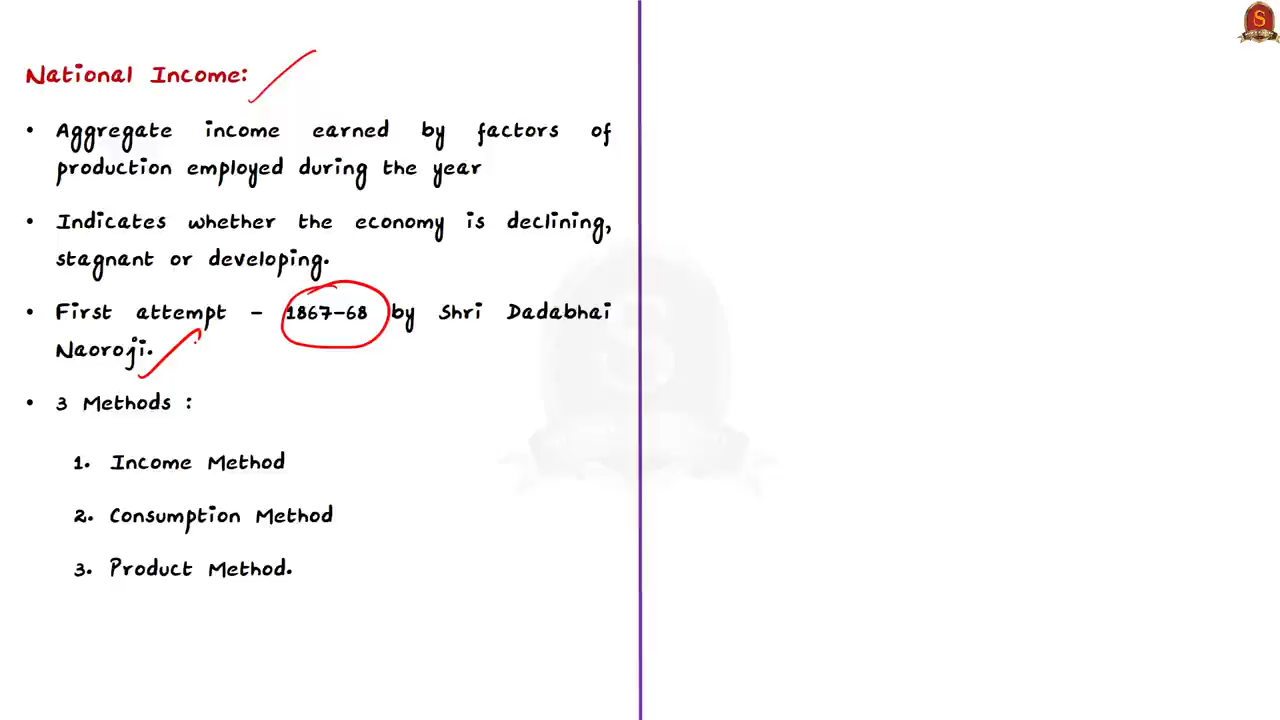 National Income:
• Aggregate income earned by factors of
production employed during the year
• Indicates whether the economy is declining,
stagnant or developing.
• First attempt - 1867-68 by Shri Dadabhai
Naoroji.
• 3 Methods :
1. Income Method
2. Consumption Method
3. Product Method.
S
S